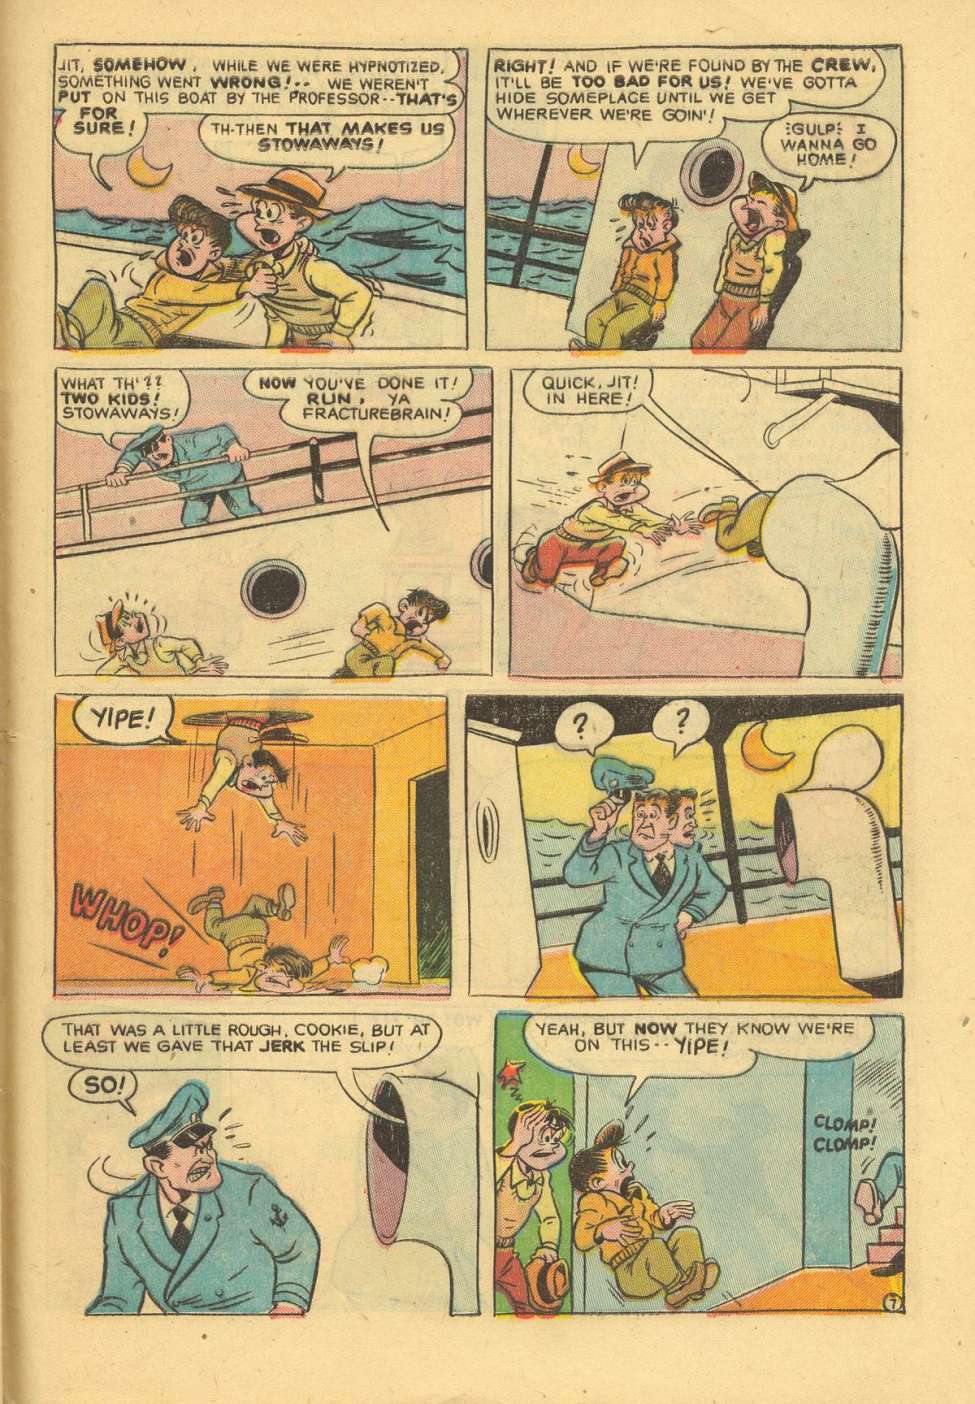 JIT, SOMEHOW, WHILE WE WERE HYPNOTIZED,
SOMETHING WENT WRONG!-- WE WEREN'T
PUT ON THIS BOAT BY THE PROFESSOR--THAT'S
FOR
SURE!
TH-THEN THAT MAKES US
STOWAWAYS!
RIGHT! AND IF WE'RE FOUND BY THE CREW,
IT'LL BE TOO BAD FOR US! WE'VE GOTTA
HIDE SOMEPLACE UNTIL WE GET
WHEREVER WE'RE GOIN'!
:GULP: I
WANNA GO
HOME!
WHAT TH'??
TWO KIDS!
STOWAWAYS!
NOW YOU'VE DONE IT!
RUN, YA
FRACTUREBRAIN!
QUICK, JIT!
IN HERE!
YIPE!
WHOP!
?
?
THAT WAS A LITTLE ROUGH, COOKIE, BUT AT
LEAST WE GAVE THAT JERK THE SLIP!
SO!
YEAH, BUT NOW THEY KNOW WE'RE
ON THIS-- YIPE!
CLOMP!
CLOMP!
7